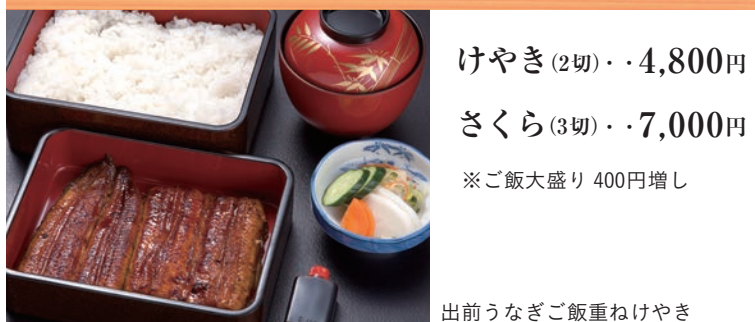 けやき(2切)・・4,800円
さくら(3切)・・7,000円
※ご飯大盛り 400円増し
出前うなぎご飯重ねけやき